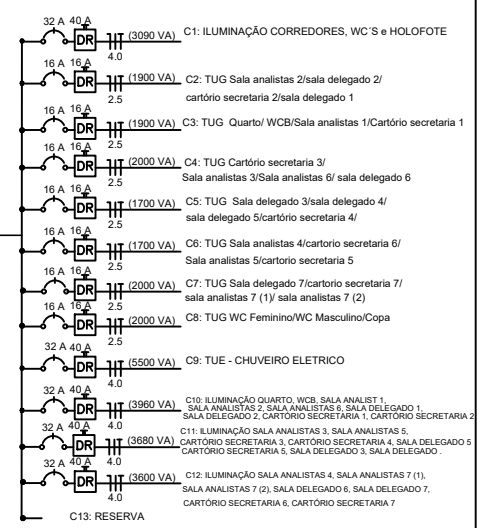 32 A 40 A
DR (3090 VA) C1: ILUMINAÇÃO CORREDORES, WC´S e HOLOFOTE
4.0
16 A 16 A
DR (1900 VA) C2: TUG Sala analistas 2/sala delegado 2/
2.5 cartório secretaria 2/sala delegado 1
16 A 16 A
DR (1900 VA) C3: TUG Quarto/ WCB/Sala analistas 1/Cartório secretaria 1
2.5
16 A 16 A
DR (2000 VA) C4: TUG Cartório secretaria 3/
2.5 Sala analistas 3/Sala analistas 6/ sala delegado 6
16 A 16 A
DR (1700 VA) C5: TUG Sala delegado 3/sala delegado 4/
2.5 sala delegado 5/cartório secretaria 4/
16 A 16 A
DR (1700 VA) C6: TUG Sala analistas 4/cartorio secretaria 6/
2.5 Sala analistas 5/cartorio secretaria 5
16 A 16 A
DR (2000 VA) C7: TUG Sala delegado 7/cartorio secretaria 7/
2.5 sala analistas 7 (1)/ sala analistas 7 (2)
16 A 16 A
DR (2000 VA) C8: TUG WC Feminino/WC Masculino/Copa
2.5
32 A 40 A
DR (5500 VA) C9: TUE - CHUVEIRO ELETRICO
4.0
32 A 40 A
DR (3960 VA) C10: ILUMINAÇÃO QUARTO, WCB, SALA ANALIST 1,
4.0 SALA ANALISTAS 2, SALA ANALISTAS 6, SALA DELEGADO 1,
SALA DELEGADO 2, CARTÓRIO SECRETARIA 1, CARTÓRIO SECRETARIA 2
32 A 40 A
DR (3680 VA) C11: ILUMINAÇÃO SALA ANALISTAS 3, SALA ANALISTAS 5,
4.0 CARTÓRIO SECRETARIA 3, CARTÓRIO SECRETARIA 4, SALA DELEGADO 5
CARTÓRIO SECRETARIA 5, SALA DELEGADO 3, SALA DELEGADO .
32 A 40 A
DR (3600 VA) C12: ILUMINAÇÃO SALA ANALISTAS 4, SALA ANALISTAS 7 (1),
4.0 SALA ANALISTAS 7 (2), SALA DELEGADO 6, SALA DELEGADO 7,
CARTÓRIO SECRETARIA 6, CARTÓRIO SECRETARIA 7
C13: RESERVA